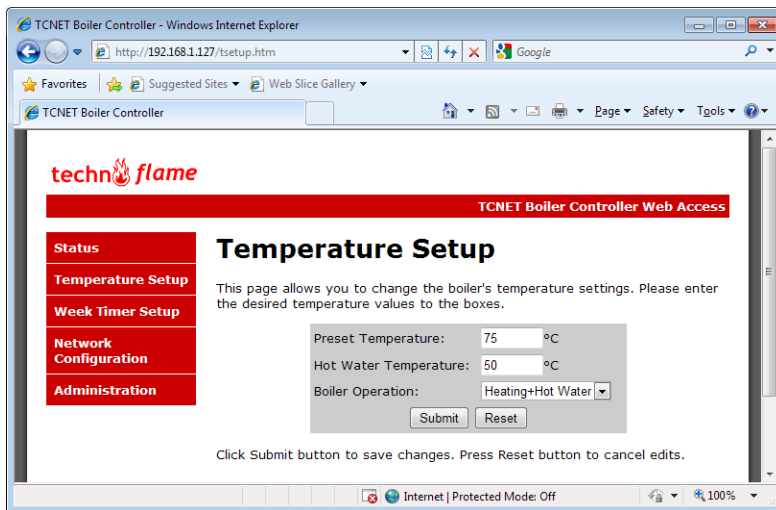 TCNET Boiler Controller - Windows Internet Explorer
http://192.168.1.127/tsetup.htm
Google
Favorites Suggested Sites Web Slice Gallery
TCNET Boiler Controller
Page Safety Tools
techn flame
TCNET Boiler Controller Web Access
Status
Temperature Setup
Week Timer Setup
Network
Configuration
Administration
Temperature Setup
This page allows you to change the boiler's temperature settings. Please enter
the desired temperature values to the boxes.
Preset Temperature: 75 ºC
Hot Water Temperature: 50 ºC
Boiler Operation: Heating+Hot Water
Submit Reset
Click Submit button to save changes. Press Reset button to cancel edits.
Internet | Protected Mode: Off 100%